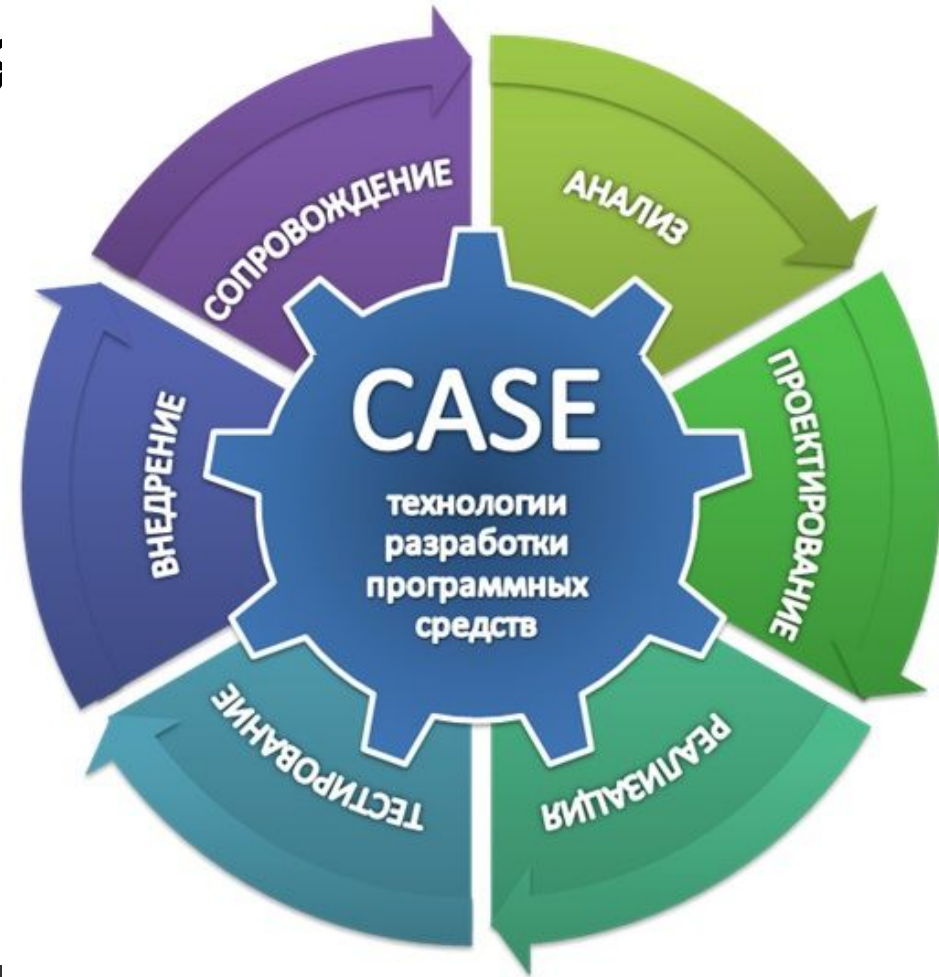 АНАЛИЗ
ПРОЕКТИРОВАНИЕ
РЕАЛИЗАЦИЯ
ТЕСТИРОВАНИЕ
ВНЕДРЕНИЕ
СОПРОВОЖДЕНИЕ
CASE
технологии
разработки
программных
средств